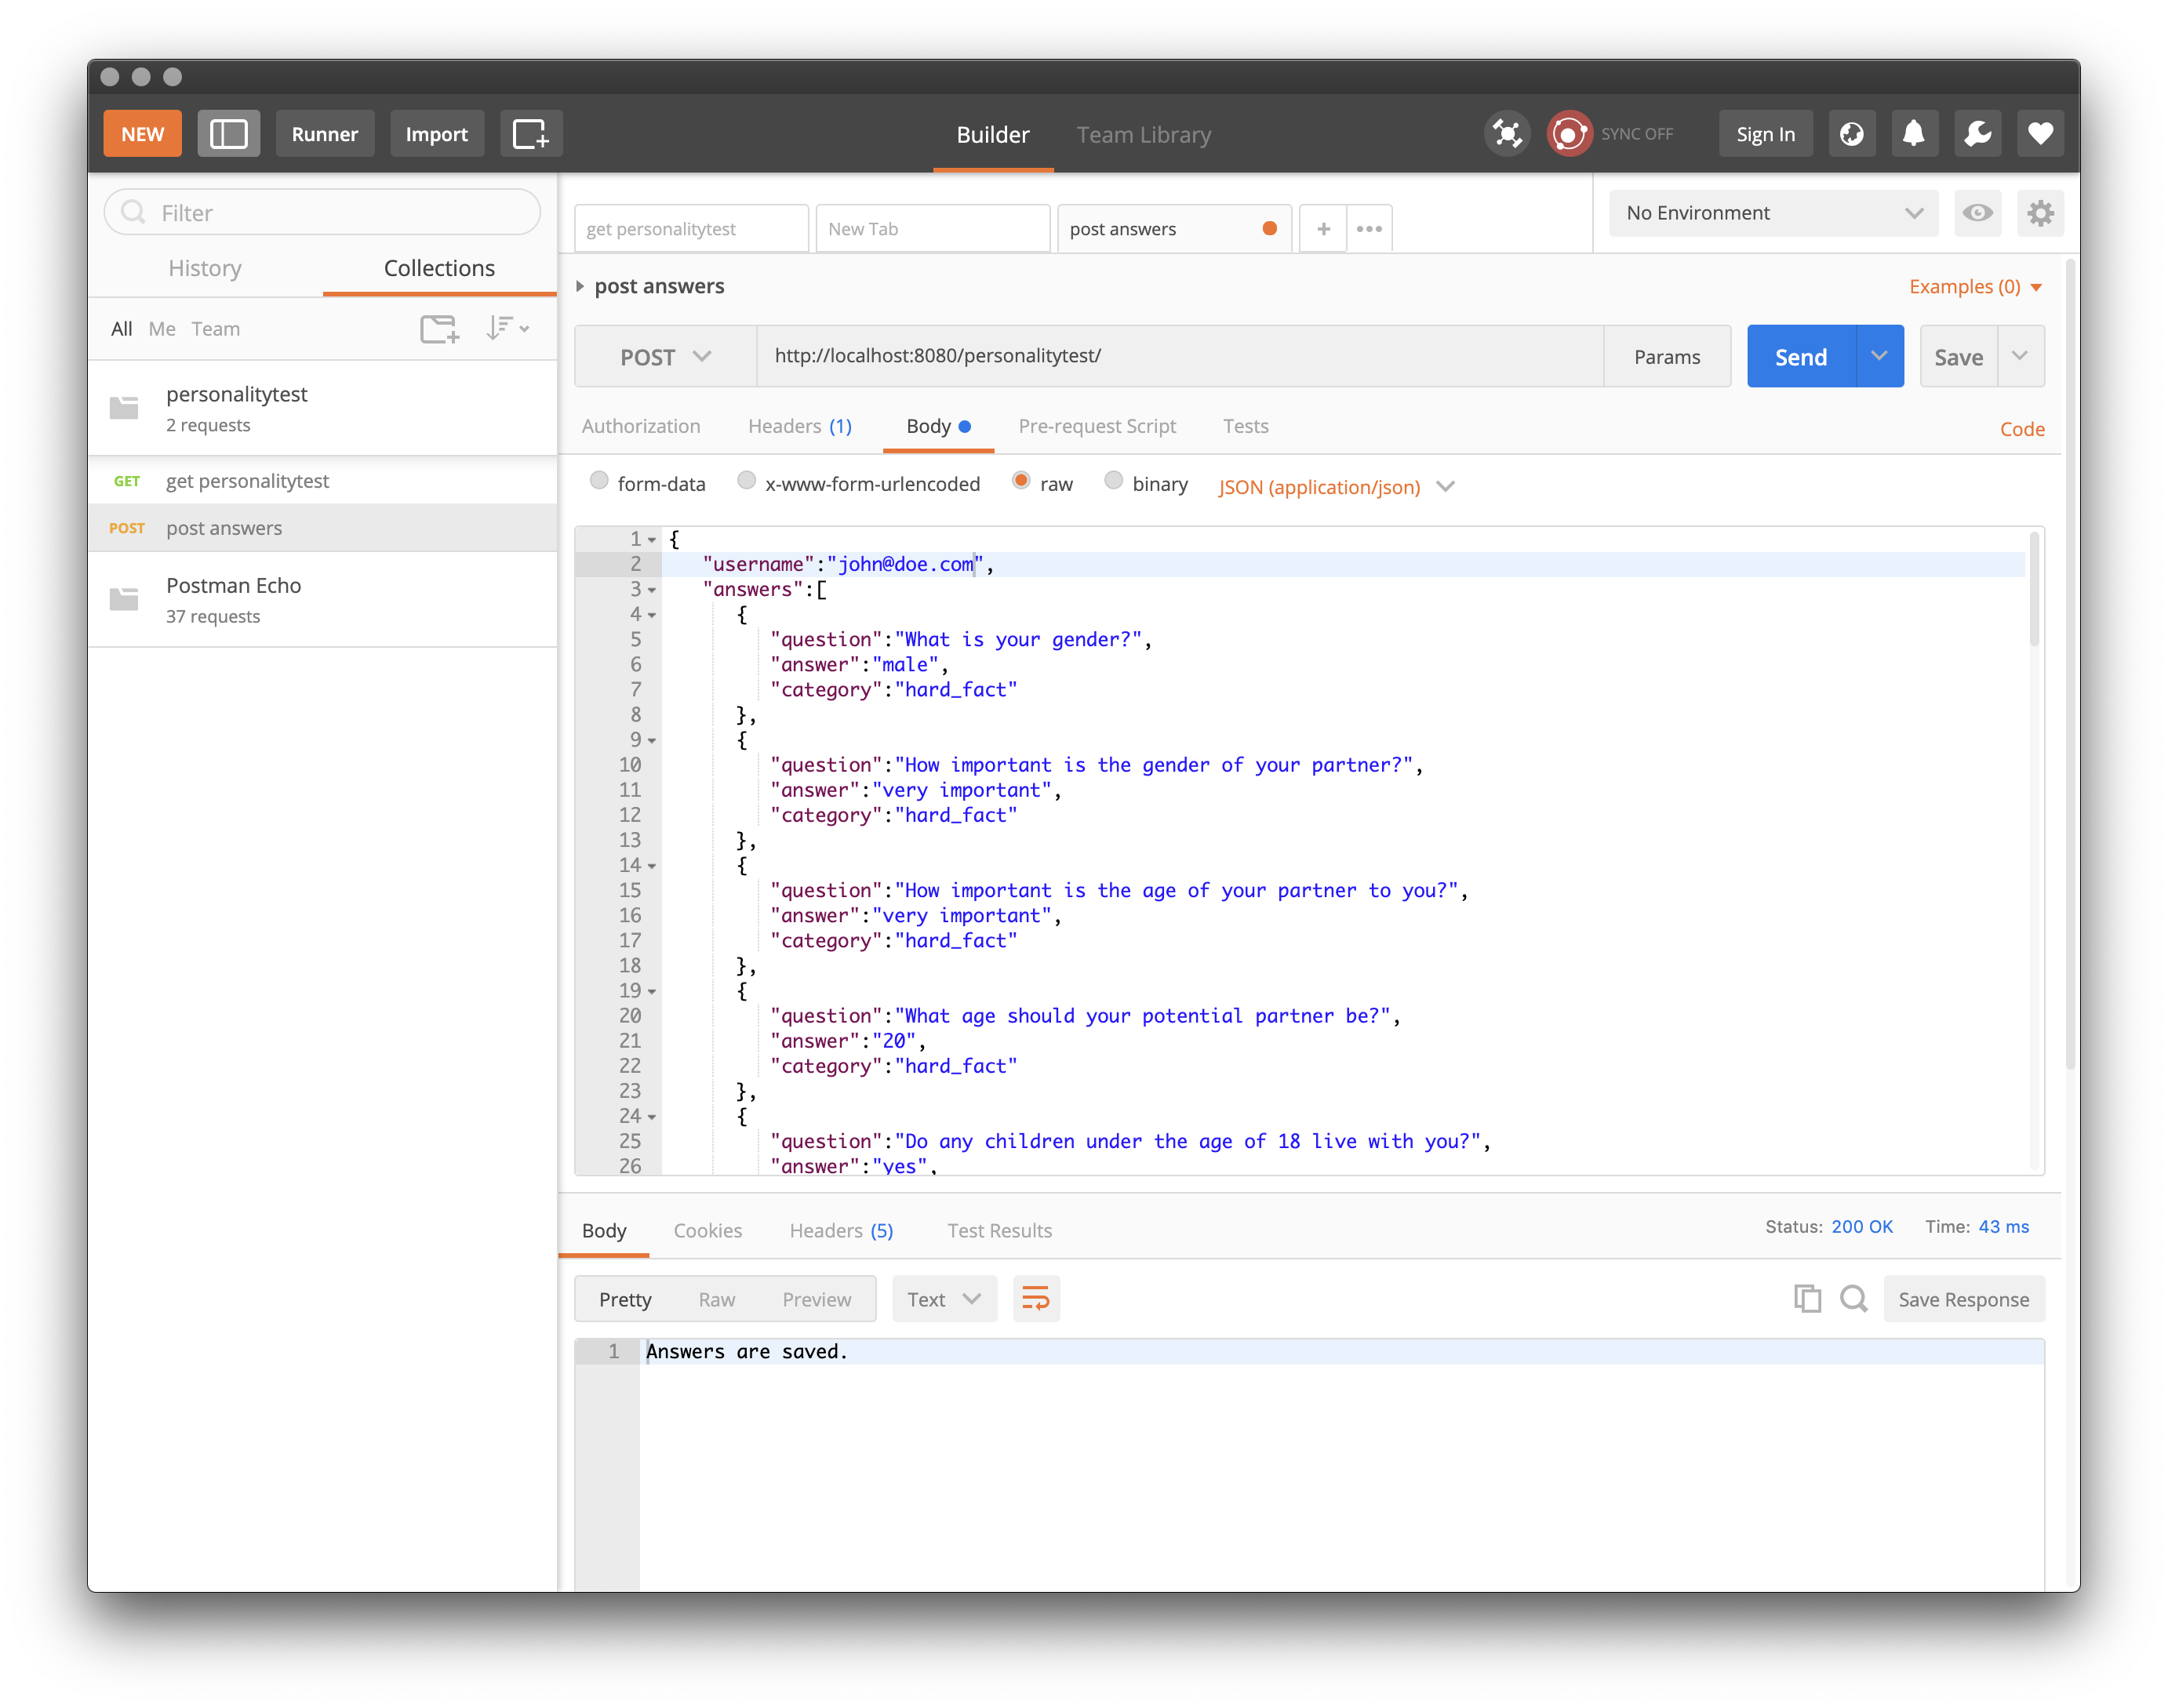 NEW Runner Import Builder Team Library SYNC OFF Sign In
Filter
History Collections
All Me Team
personalitytest
2 requests
GET get personalitytest
POST post answers
Postman Echo
37 requests
get personalitytest New Tab post answers + ••• No Environment
post answers Examples (0)
POST http://localhost:8080/personalitytest/ Params Send Save
Authorization Headers (1) Body Pre-request Script Tests Code
form-data x-www-form-urlencoded raw binary JSON (application/json)
1 {
2 "username":"john@doe.com",
3 "answers":[
4 {
5 "question":"What is your gender?",
6 "answer":"male",
7 "category":"hard_fact"
8 },
9 {
10 "question":"How important is the gender of your partner?",
11 "answer":"very important",
12 "category":"hard_fact"
13 },
14 {
15 "question":"How important is the age of your partner to you?",
16 "answer":"very important",
17 "category":"hard_fact"
18 },
19 {
20 "question":"What age should your potential partner be?",
21 "answer":"20",
22 "category":"hard_fact"
23 },
24 {
25 "question":"Do any children under the age of 18 live with you?",
26 "answer":"yes",
Body Cookies Headers (5) Test Results Status: 200 OK Time: 43 ms
Pretty Raw Preview Text Save Response
1 Answers are saved.